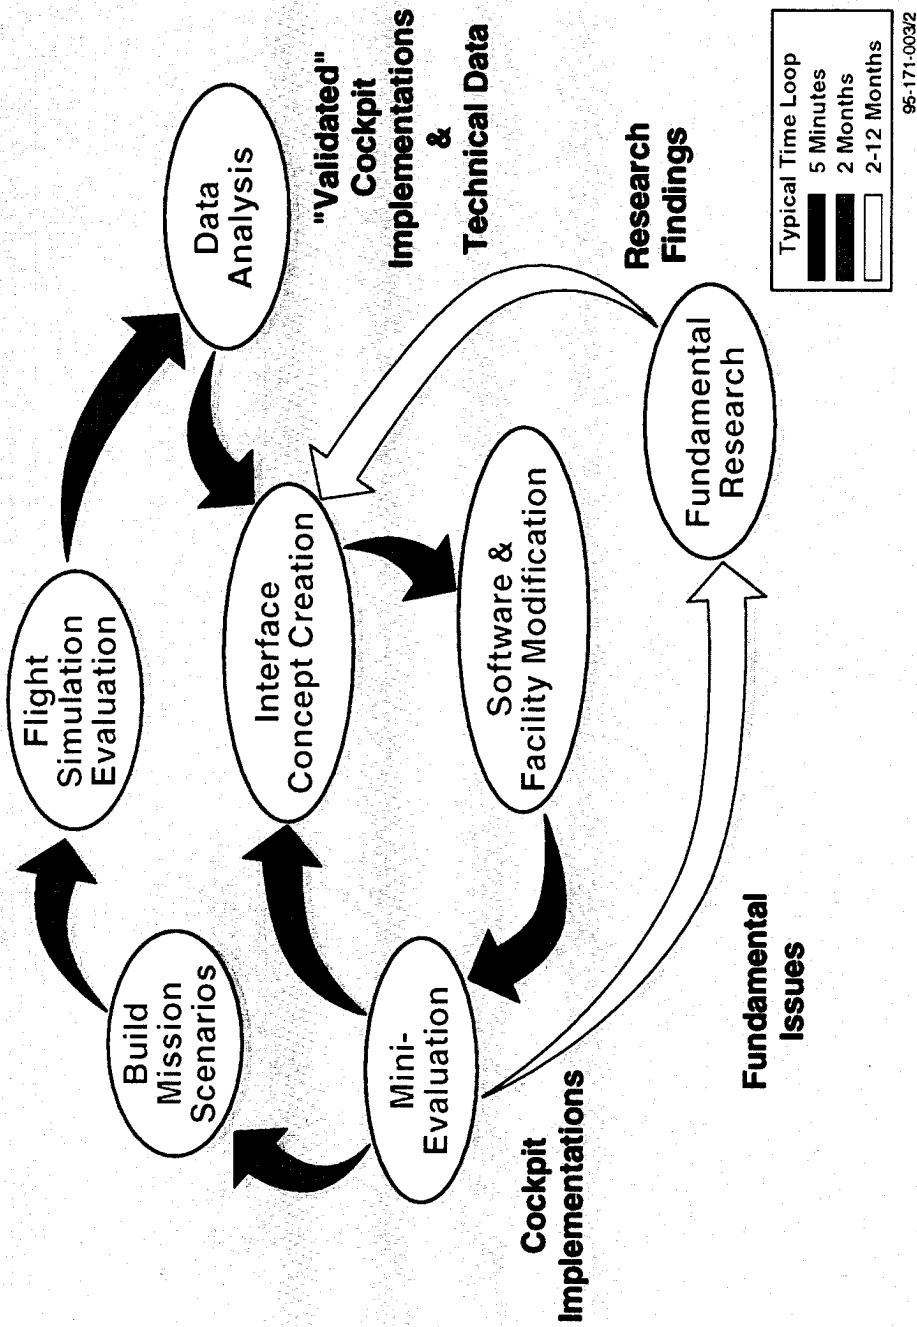 Flight
Simulation
Evaluation
Build
Mission
Scenarios
Data
Analysis
Interface
Concept Creation
Mini-
Evaluation
Software &
Facility Modification
Fundamental
Research
"Validated"
Cockpit
Implementations
&
Technical Data
Cockpit
Implementations
Research
Findings
Fundamental
Issues
Typical Time Loop
5 Minutes
2 Months
2-12 Months
95-171-003/2